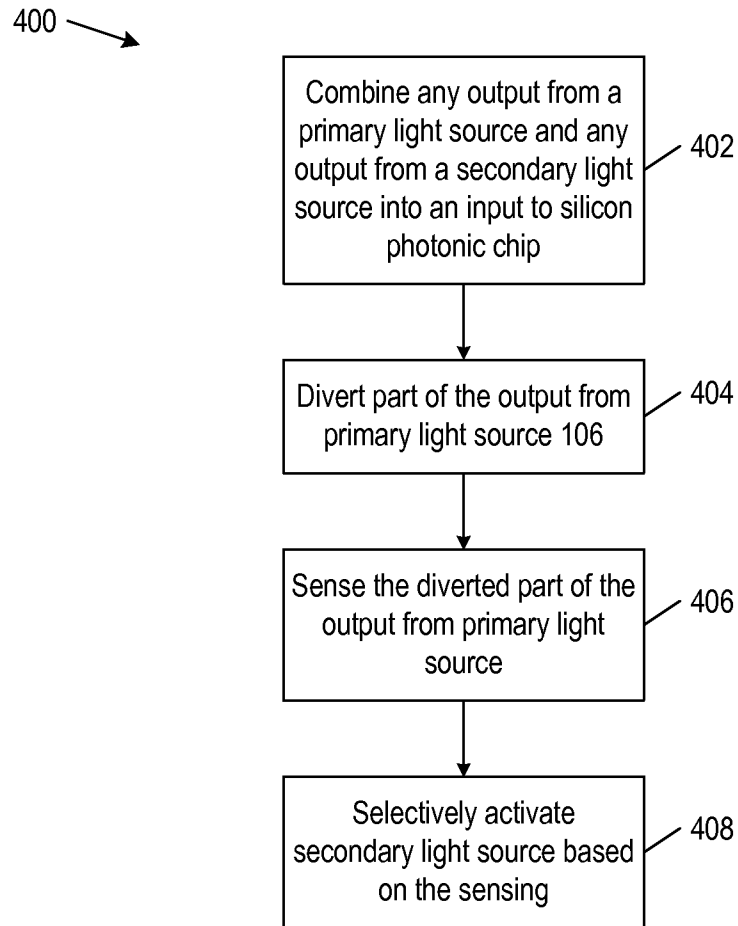 400
Combine any output from a
primary light source and any
output from a secondary light
source into an input to silicon
photonic chip
402
Divert part of the output from
primary light source 106
404
Sense the diverted part of the
output from primary light
source
406
Selectively activate
secondary light source based
on the sensing
408